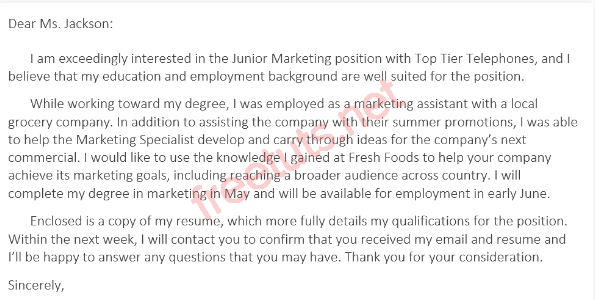 Dear Ms. Jackson:
I am exceedingly interested in the Junior Marketing position with Top Tier Telephones, and I
believe that my education and employment background are well suited for the position.
While working toward my degree, I was employed as a marketing assistant with a local
grocery company. In addition to assisting the company with their summer promotions, I was able
to help the Marketing Specialist develop and carry through ideas for the company's next
commercial. I would like to use the knowledge I gained at Fresh Foods to help your company
achieve its marketing goals, including reaching a broader audience across country. I will
complete my degree in marketing in May and will be available for employment in early June.
Enclosed is a copy of my resume, which more fully details my qualifications for the position.
Within the next week, I will contact you to confirm that you received my email and resume and
I'll be happy to answer any questions that you may have. Thank you for your consideration.
Sincerely,
freetuts.net